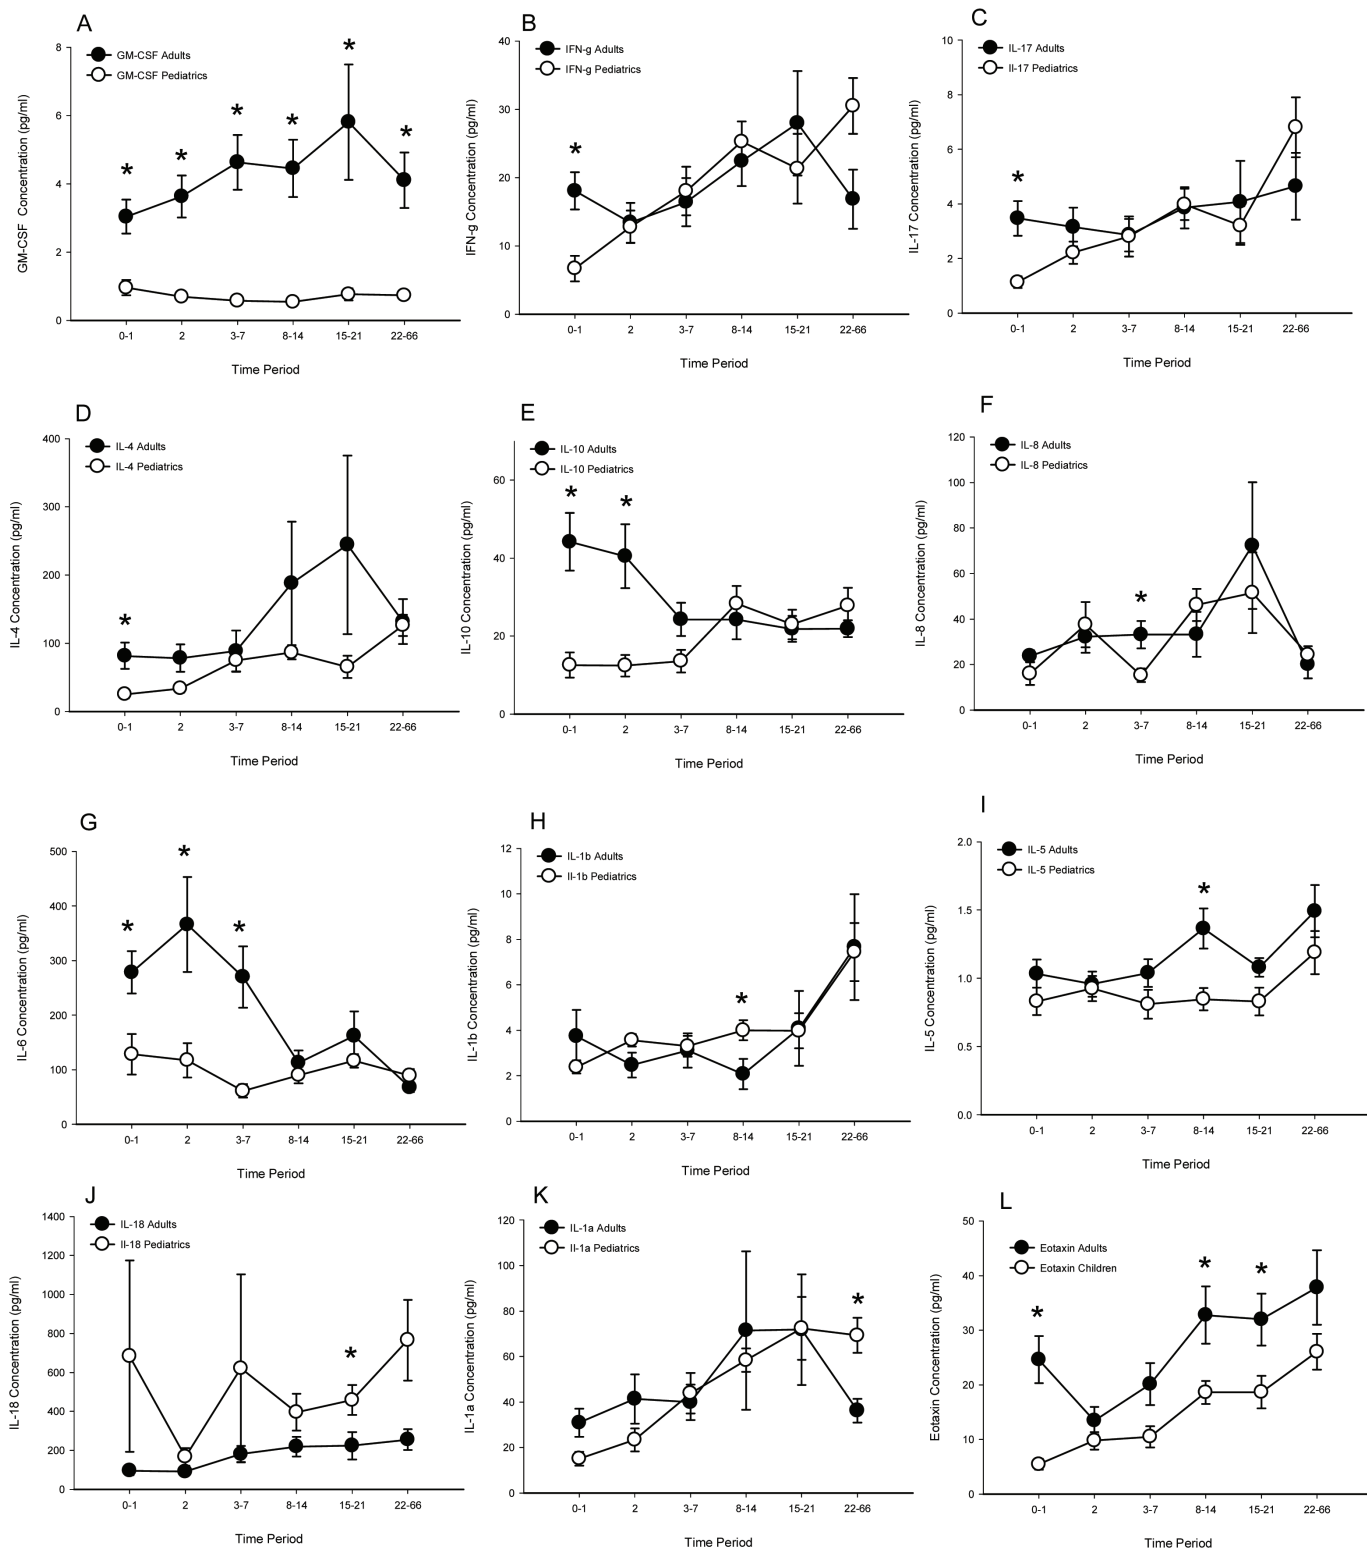 A
GM-CSF Adults
GM-CSF Pediatrics
GM-CSF Concentration (pg/ml)
8
6
4
2
0
* * * * * *
0-1 2 3-7 8-14 15-21 22-66
Time Period
B
IFN-g Adults
IFN-g Pediatrics
IFN-g Concentration (pg/ml)
40
30
20
10
0
*
0-1 2 3-7 8-14 15-21 22-66
Time Period
C
IL-17 Adults
Il-17 Pediatrics
IL-17 Concentration (pg/ml)
10
8
6
4
2
0
*
0-1 2 3-7 8-14 15-21 22-66
Time Period
D
IL-4 Adults
IL-4 Pediatrics
IL-4 Concentration (pg/ml)
400
300
200
100
0
*
0-1 2 3-7 8-14 15-21 22-66
Time Period
E
IL-10 Adults
IL-10 Pediatrics
IL-10 Concentration (pg/ml)
60
40
20
0
* *
0-1 2 3-7 8-14 15-21 22-66
Time Period
F
IL-8 Adults
IL-8 Pediatrics
IL-8 Concentration (pg/ml)
120
100
80
60
40
20
0
*
0-1 2 3-7 8-14 15-21 22-66
Time Period
G
IL-6 Adults
IL-6 Pediatrics
IL-6 Concentration (pg/ml)
500
400
300
200
100
0
* * *
0-1 2 3-7 8-14 15-21 22-66
Time Period
H
IL-1b Adults
Il-1b Pediatrics
IL-1b Concentration (pg/ml)
12
10
8
6
4
2
0
*
0-1 2 3-7 8-14 15-21 22-66
Time Period
I
IL-5 Adults
IL-5 Pediatrics
IL-5 Concentration (pg/ml)
2.0
1.5
1.0
0.5
0.0
*
0-1 2 3-7 8-14 15-21 22-66
Time Period
J
IL-18 Adults
Il-18 Pediatrics
IL-18 Concentration (pg/ml)
1400
1200
1000
800
600
400
200
0
*
0-1 2 3-7 8-14 15-21 22-66
Time Period
K
IL-1a Adults
Il-1a Pediatrics
IL-1a Concentration (pg/ml)
120
100
80
60
40
20
0
*
0-1 2 3-7 8-14 15-21 22-66
Time Period
L
Eotaxin Adults
Eotaxin Children
Eotaxin Concentration (pg/ml)
50
40
30
20
10
0
* * *
0-1 2 3-7 8-14 15-21 22-66
Time Period